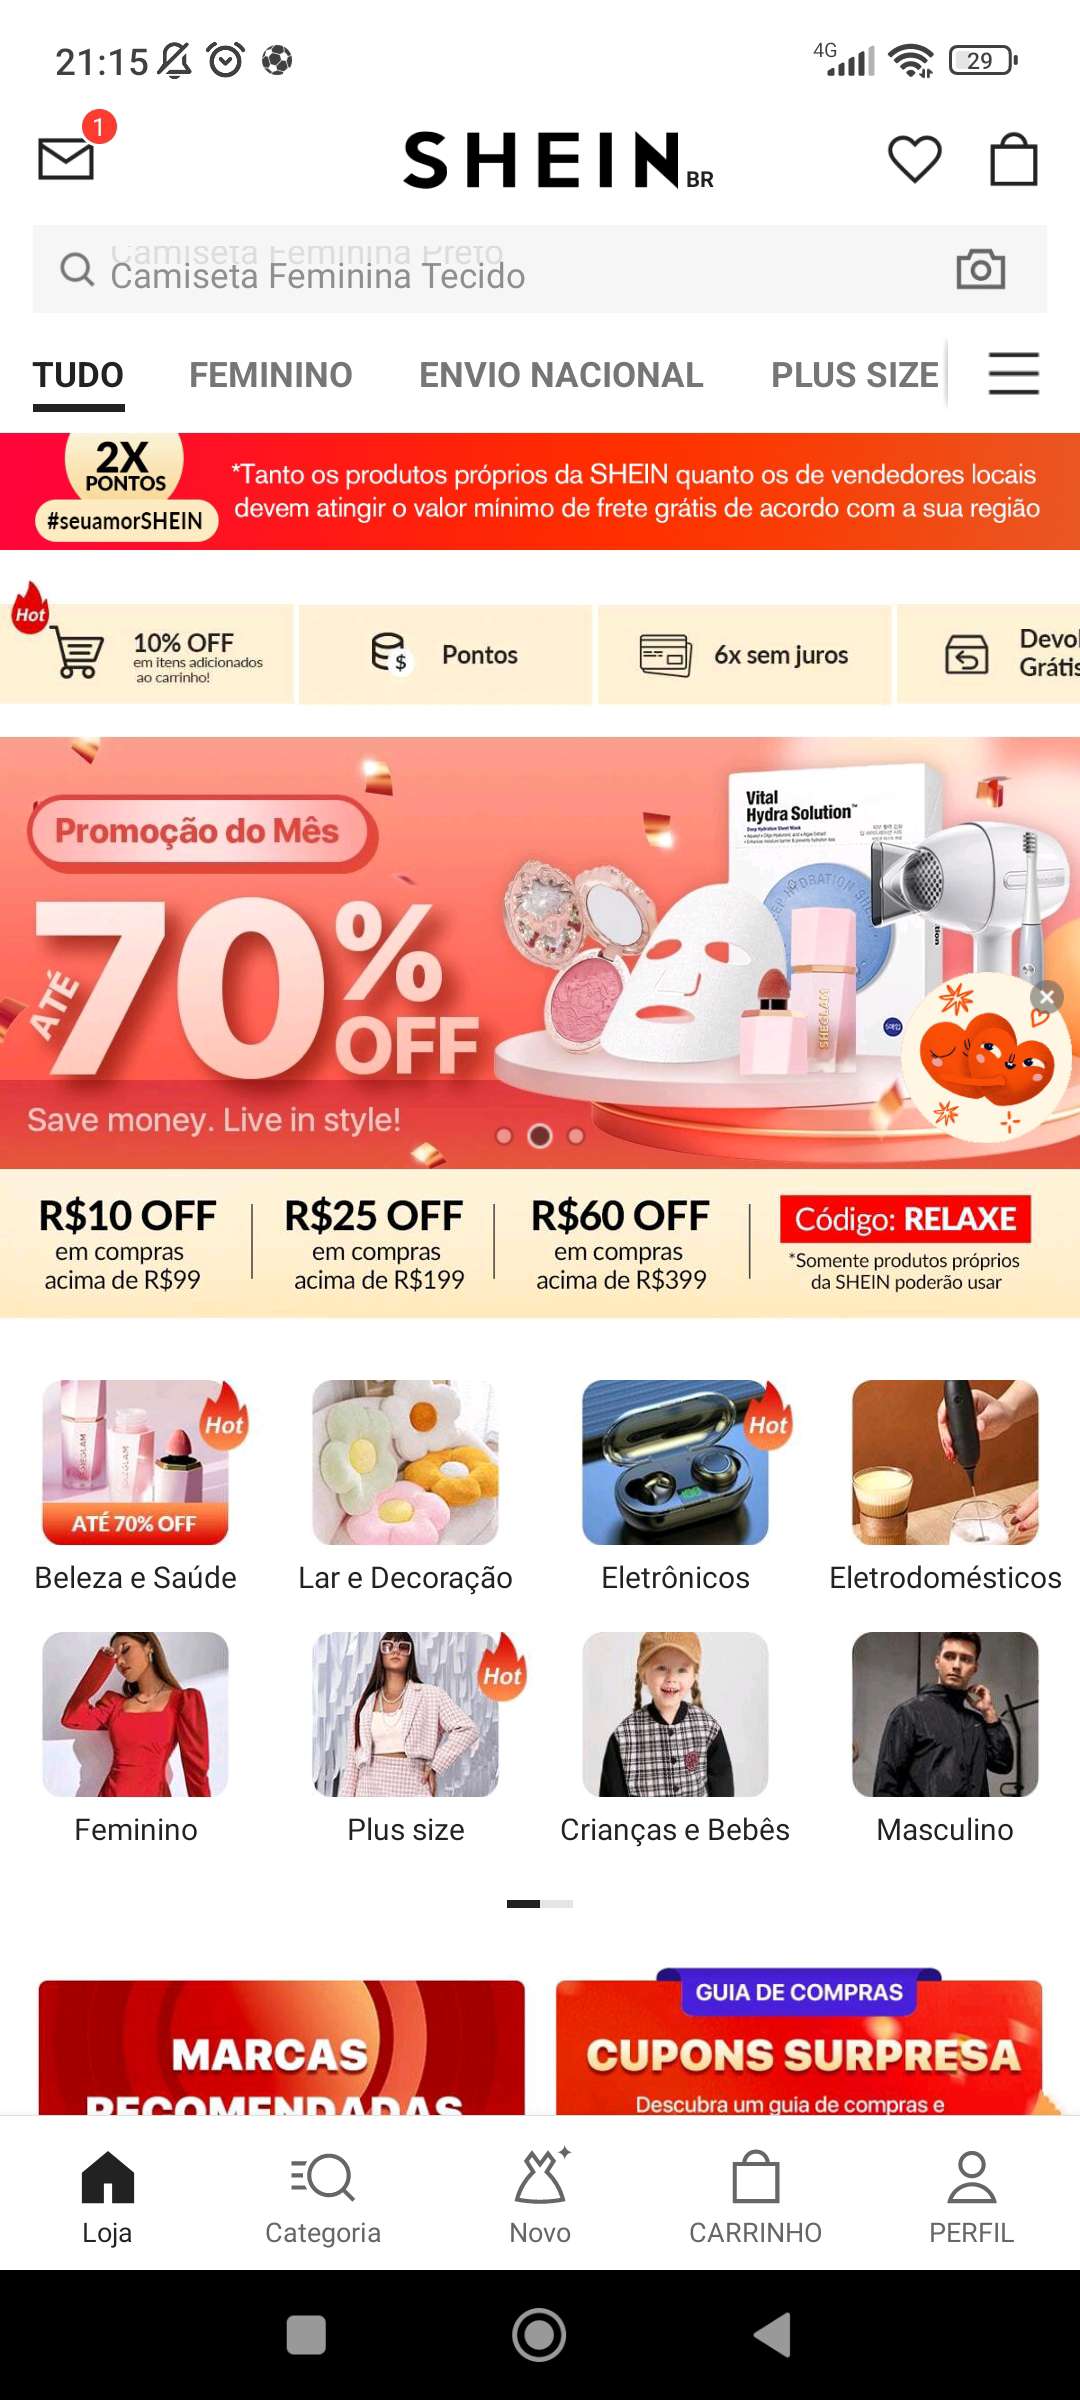 21:15
4G
29
1
SHEIN BR
Camiseta Feminina Preto
Camiseta Feminina Tecido
TUDO FEMININO ENVIO NACIONAL PLUS SIZE
2X
PONTOS
#seuamorSHEIN
*Tanto os produtos próprios da SHEIN quanto os de vendedores locais
devem atingir o valor mínimo de frete grátis de acordo com a sua região
Hot
10% OFF
em itens adicionados
ao carrinho!
Pontos
6x sem juros
Devol
Grátis
Promoção do Mês
ATÉ 70% OFF
Save money. Live in style!
Vital
Hydra Solution™
Deep Hydration Sheet Mask
SHEGLAM
R$10 OFF
em compras
acima de R$99
R$25 OFF
em compras
acima de R$199
R$60 OFF
em compras
acima de R$399
Código: RELAXE
*Somente produtos próprios
da SHEIN poderão usar
Hot
Hot
SHEGLAM
ATÉ 70% OFF
Beleza e Saúde
Lar e Decoração
Eletrônicos
Eletrodomésticos
Hot
Feminino
Plus size
Crianças e Bebês
Masculino
MARCAS
RECOMENDADAS
GUIA DE COMPRAS
CUPONS SURPRESA
Descubra um guia de compras e
Loja
Categoria
Novo
CARRINHO
PERFIL